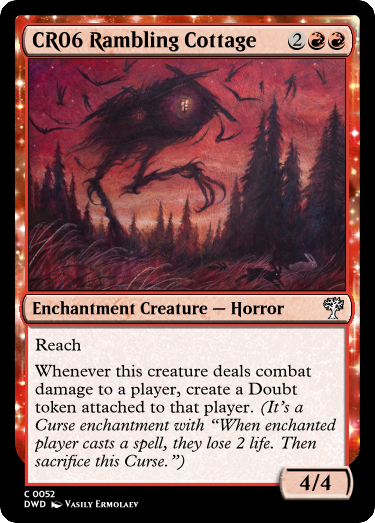 CR06 Rambling Cottage 2
Enchantment Creature — Horror
Reach
Whenever this creature deals combat
damage to a player, create a Doubt
token attached to that player. (It's a
Curse enchantment with “When enchanted
player casts a spell, they lose 2 life. Then
sacrifice this Curse.”)
4/4
C 0052
DWD Vasily Ermolaev